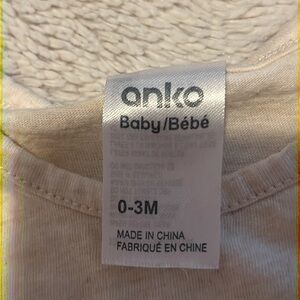 anko
Baby/Bébé
0-3M
MADE IN CHINA
FABRIQUÉ EN CHINE